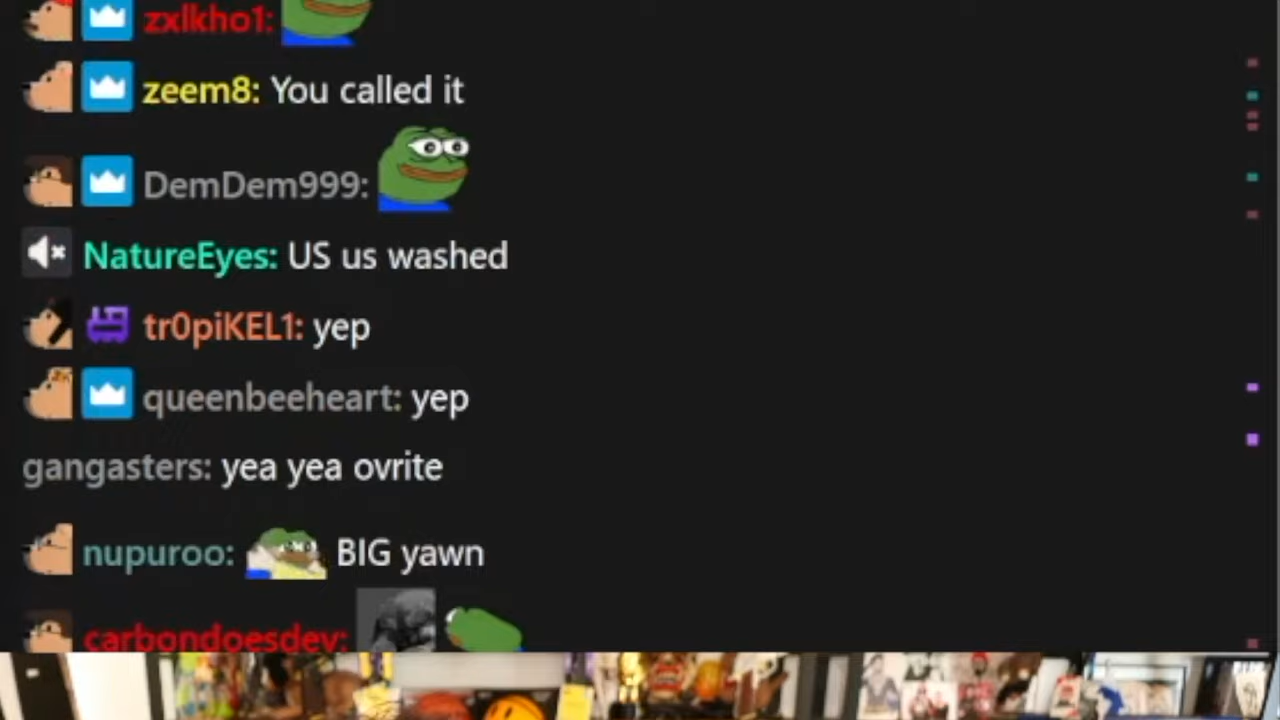 zxlkho1:
zeem8: You called it
DemDem999:
NatureEyes: US us washed
tr0piKEL1: yep
queenbeeheart: yep
gangasters: yea yea ovrite
nupuroo: BIG yawn
carbondoesdev: